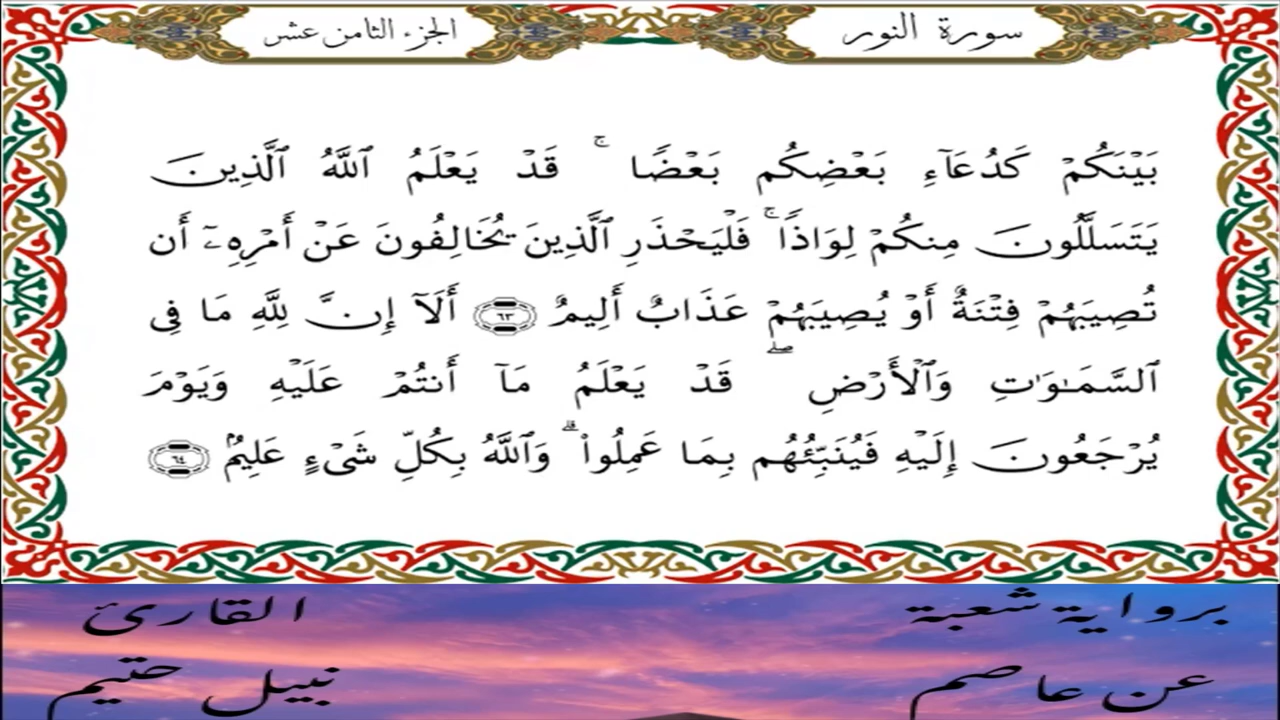 سورة النور
الجزء الثامن عشر
بَيْنَكُمْ كَدُعَآءِ بَعْضِكُم بَعْضًا ۚ قَدْ يَعْلَمُ ٱللَّهُ ٱلَّذِينَ
يَتَسَلَّلُونَ مِنكُمْ لِوَاذًا ۚ فَلْيَحْذَرِ ٱلَّذِينَ يُخَالِفُونَ عَنْ أَمْرِهِۦٓ أَن
تُصِيبَهُمْ فِتْنَةٌ أَوْ يُصِيبَهُمْ عَذَابٌ أَلِيمٌ ٦٣ أَلَآ إِنَّ لِلَّهِ مَا فِى
ٱلسَّمَـٰوَٰتِ وَٱلْأَرْضِ ۖ قَدْ يَعْلَمُ مَآ أَنتُمْ عَلَيْهِ وَيَوْمَ
يُرْجَعُونَ إِلَيْهِ فَيُنَبِّئُهُم بِمَا عَمِلُوا۟ ۗ وَٱللَّهُ بِكُلِّ شَىْءٍ عَلِيمٌۢ ٦٤
برواية شعبة
عن عاصم
القارئ
نبيل حتيم